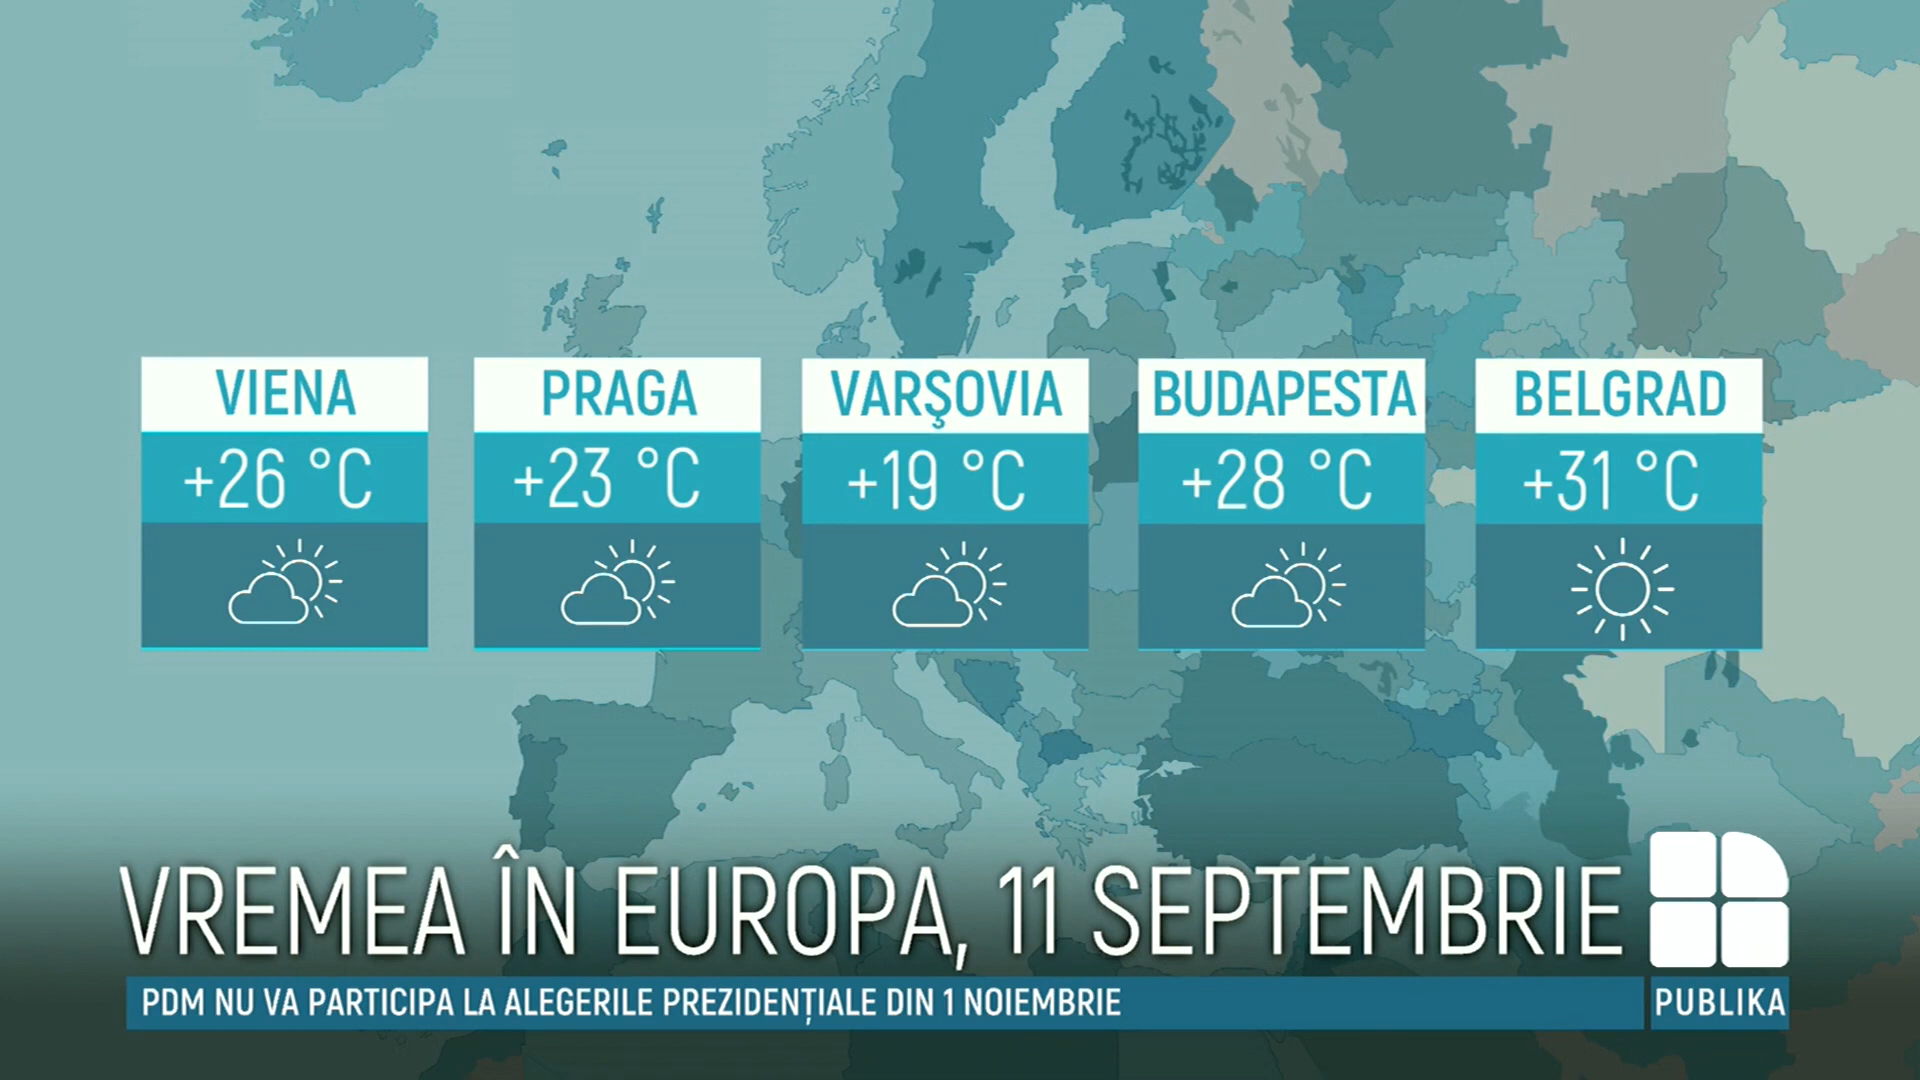 VIENA
+26 °C
PRAGA
+23 °C
VARŞOVIA
+19 °C
BUDAPESTA
+28 °C
BELGRAD
+31 °C
VREMEA ÎN EUROPA, 11 SEPTEMBRIE
PDM NU VA PARTICIPA LA ALEGERILE PREZIDENȚIALE DIN 1 NOIEMBRIE
PUBLIKA